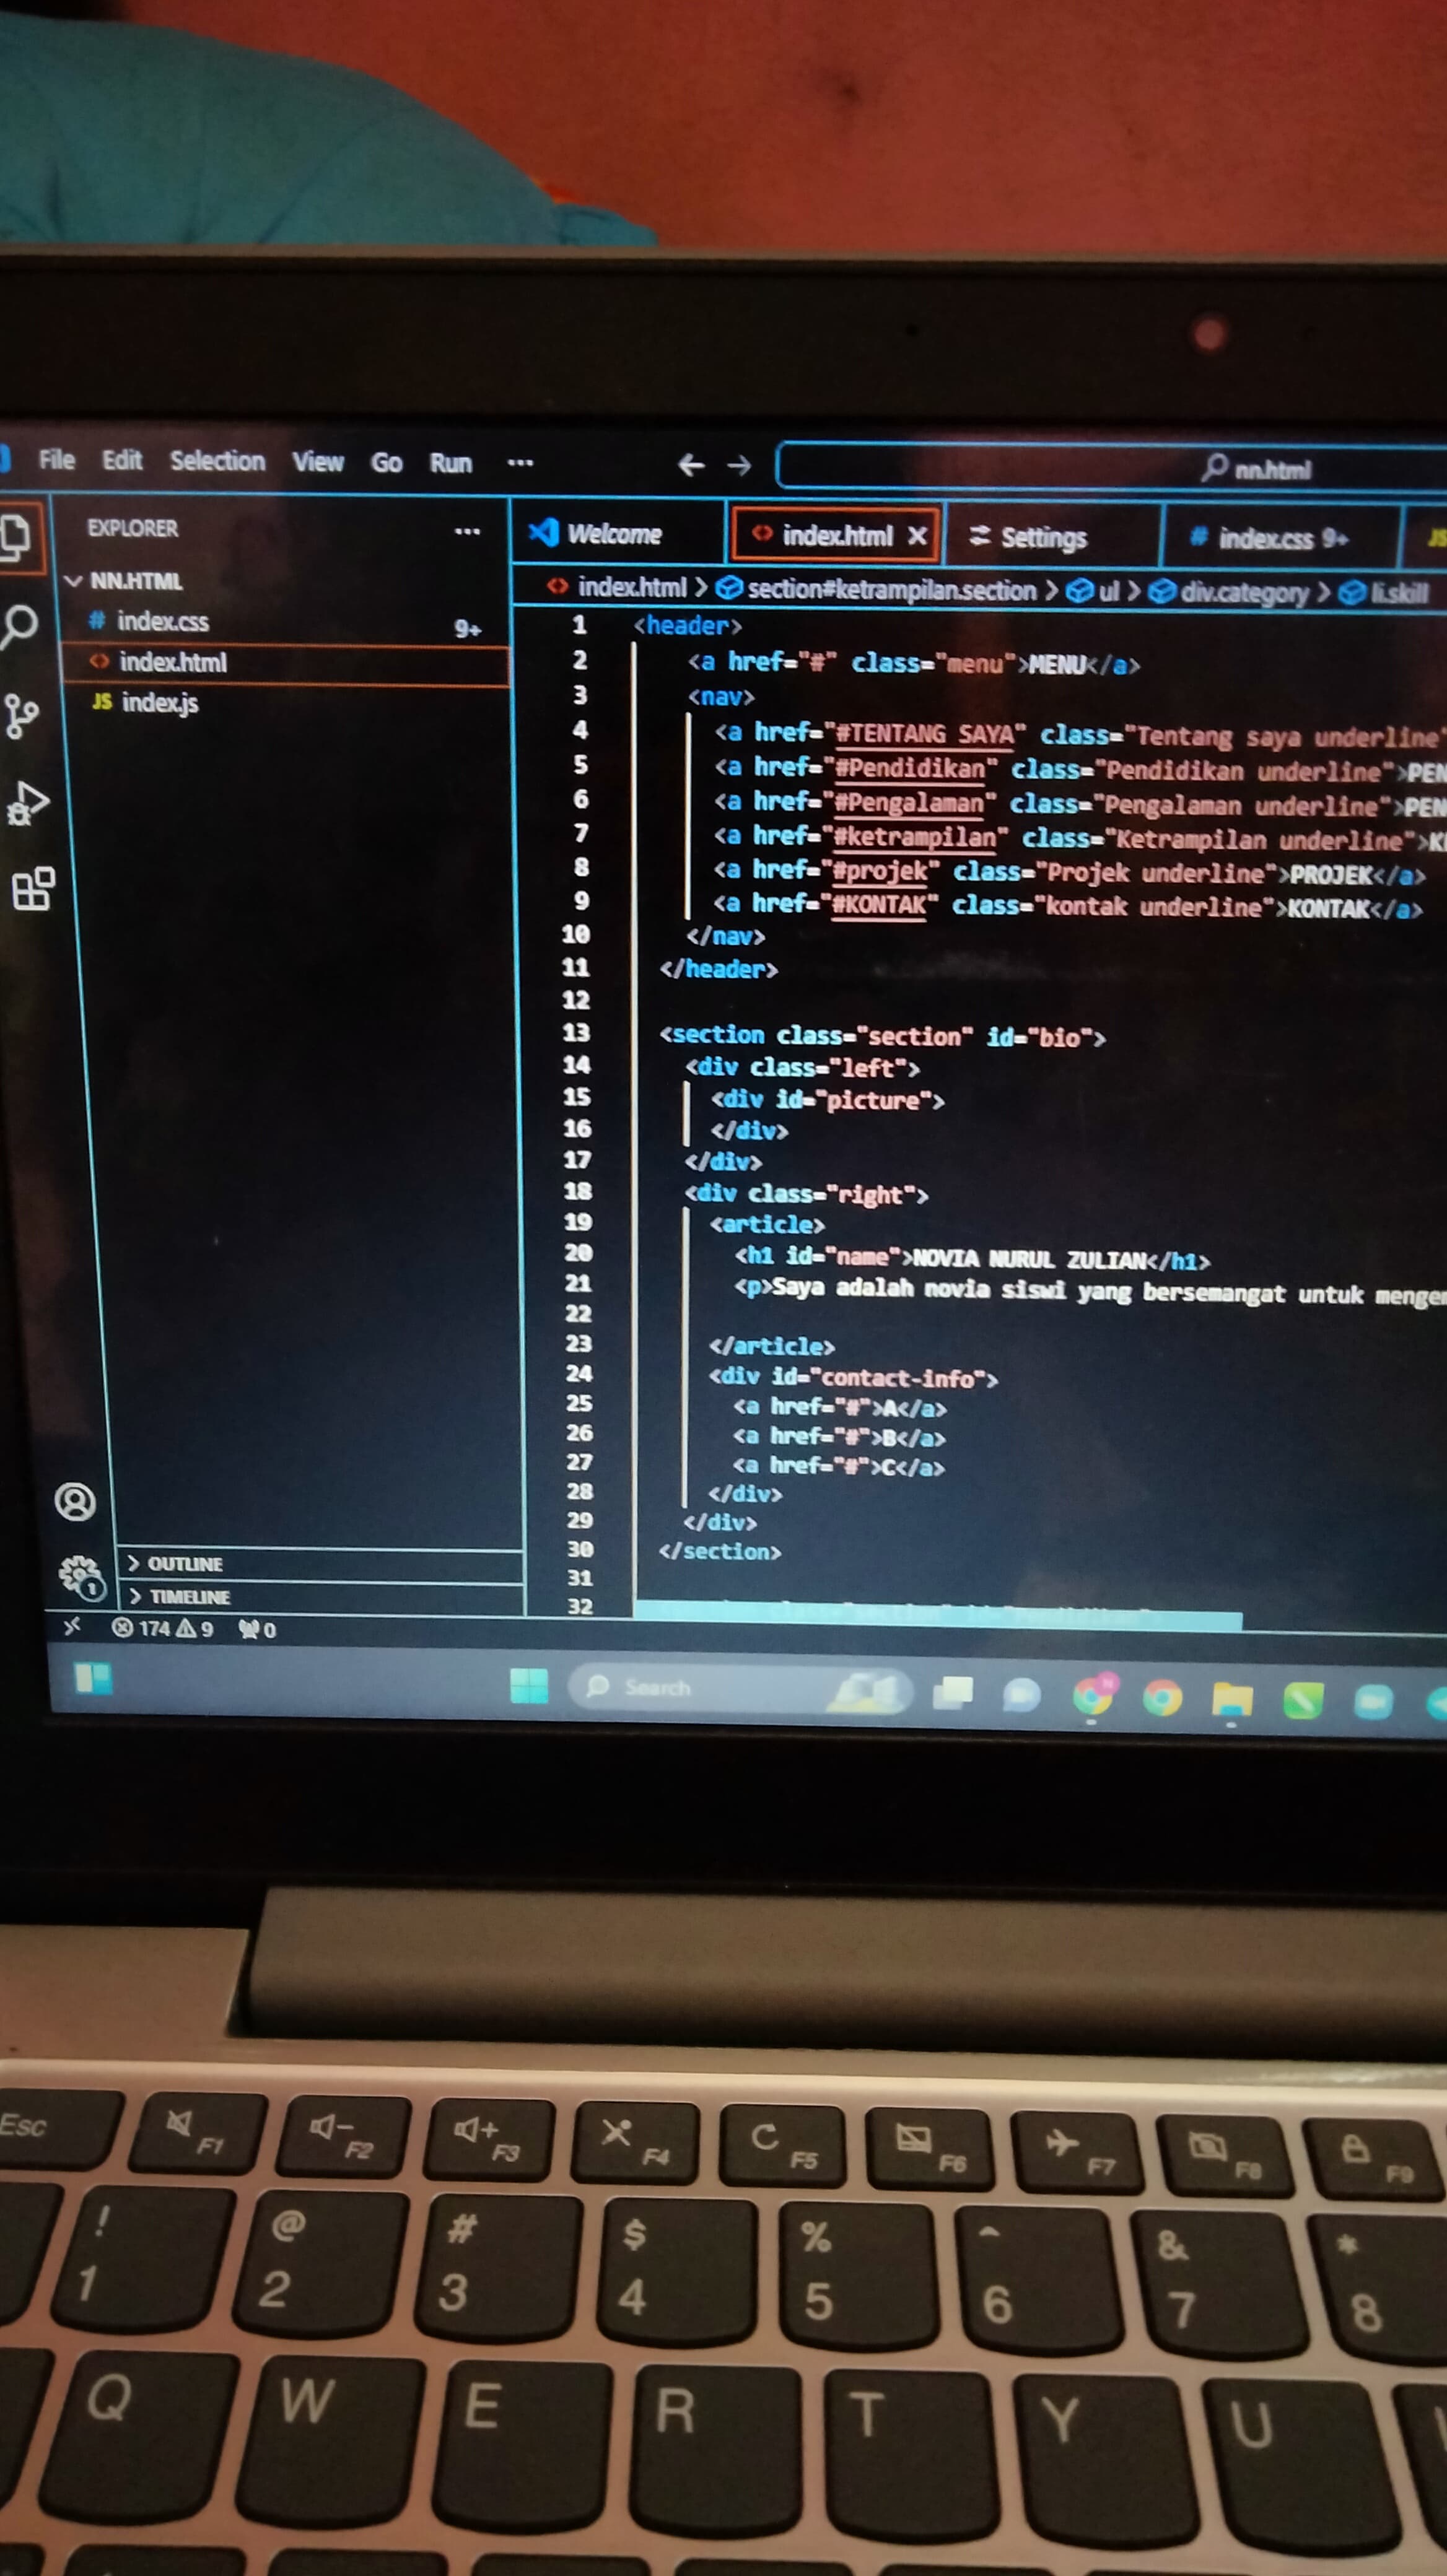 File Edit Selection View Go Run ...
nn.html
EXPLORER ...
Welcome index.html Settings # index.css 9+ JS
NN.HTML
index.html > section#ketrampilan.section > ul > div.category > li.skill
# index.css 9+
index.html
JS index.js
1 <header>
2 <a href="#" class="menu">MENU</a>
3 <nav>
4 <a href="#TENTANG SAYA" class="Tentang saya underline"
5 <a href="#Pendidikan" class="Pendidikan underline">PEN
6 <a href="#Pengalaman" class="Pengalaman underline">PEN
7 <a href="#ketrampilan" class="Ketrampilan underline">KE
8 <a href="#projek" class="Projek underline">PROJEK</a>
9 <a href="#KONTAK" class="kontak underline">KONTAK</a>
10 </nav>
11 </header>
12
13 <section class="section" id="bio">
14 <div class="left">
15 <div id="picture">
16 </div>
17 </div>
18 <div class="right">
19 <article>
20 <h1 id="name">NOVIA NURUL ZULIAN</h1>
21 <p>Saya adalah novia siswi yang bersemangat untuk menge
22
23 </article>
24 <div id="contact-info">
25 <a href="#">A</a>
26 <a href="#">B</a>
27 <a href="#">C</a>
28 </div>
29 </div>
30 </section>
31
32
> OUTLINE
> TIMELINE
1
174 9 0
Search
N
Esc F1 F2 F3 F4 F5 F6 F7 F8 F9
! @ # $ % ^ & *
1 2 3 4 5 6 7 8
Q W E R T Y U